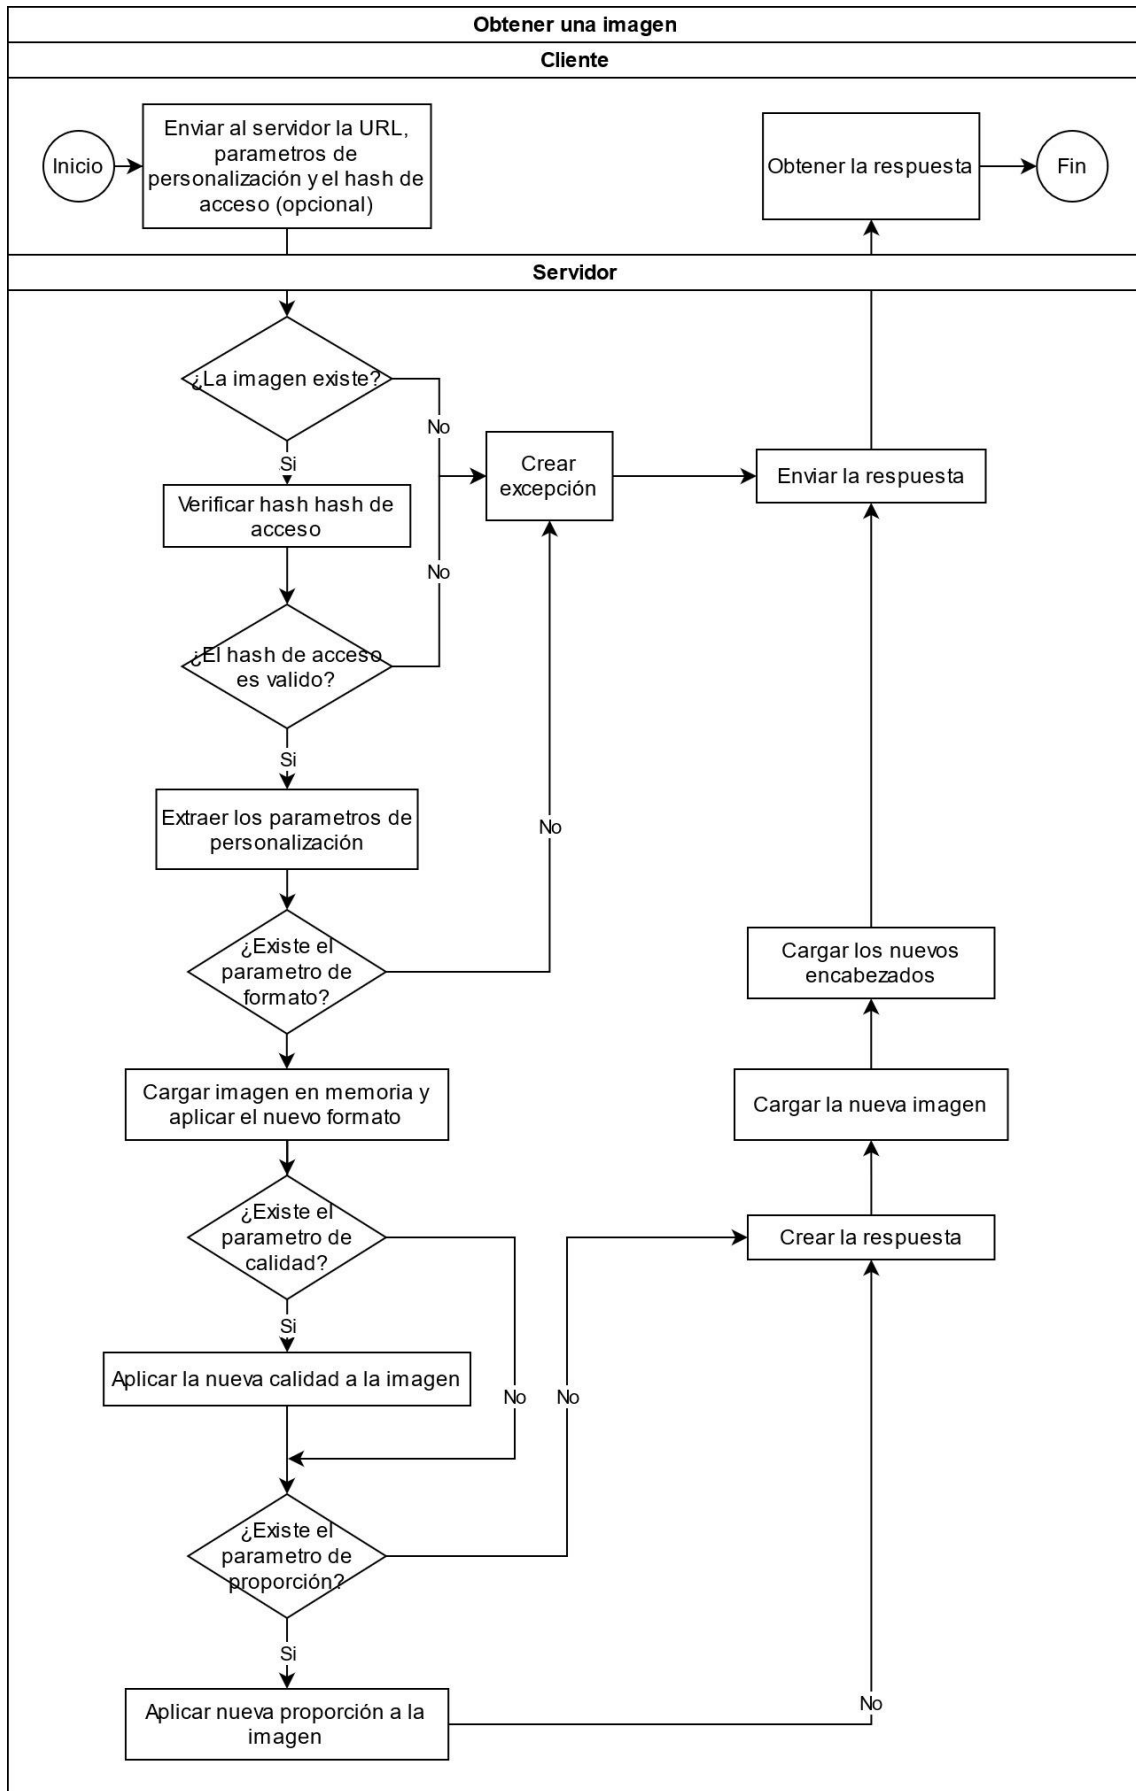 Obtener una imagen
Cliente
Inicio
Enviar al servidor la URL,
parametros de
personalización y el hash de
acceso (opcional)
Obtener la respuesta
Fin
Servidor
¿La imagen existe?
No
Si
Crear
excepción
Enviar la respuesta
Verificar hash hash de
acceso
No
¿El hash de acceso
es valido?
Si
Extraer los parametros de
personalización
No
¿Existe el
parametro de
formato?
Cargar los nuevos
encabezados
Cargar imagen en memoria y
aplicar el nuevo formato
Cargar la nueva imagen
¿Existe el
parametro de
calidad?
Crear la respuesta
Si
Aplicar la nueva calidad a la imagen
No
No
¿Existe el
parametro de
proporción?
Si
Aplicar nueva proporción a la
imagen
No